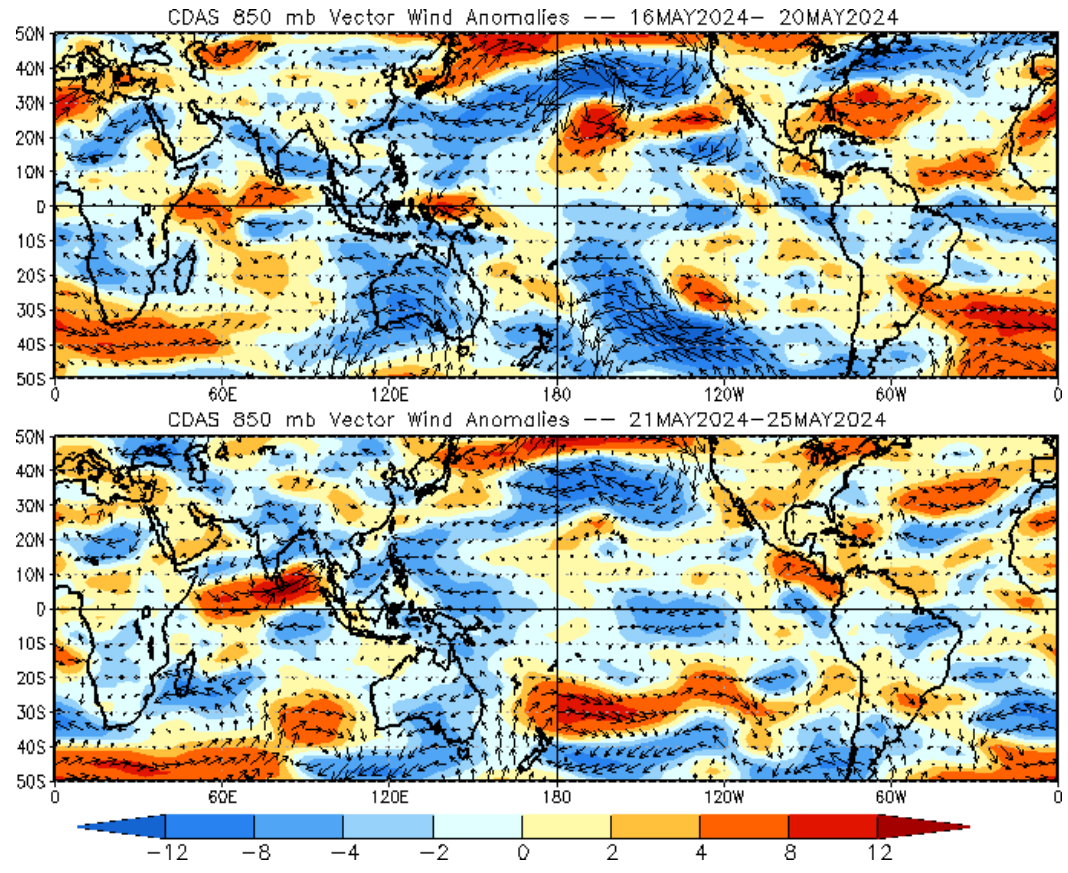 CDAS 850 mb Vector Wind Anomalies -- 16MAY2024- 20MAY2024
50N
40N
30N
20N
10N
0
10S
20S
30S
40S
50S
0 60E 120E 180 120W 60W 0
CDAS 850 mb Vector Wind Anomalies -- 21MAY2024-25MAY2024
50N
40N
30N
20N
10N
0
10S
20S
30S
40S
50S
0 60E 120E 180 120W 60W 0
-12 -8 -4 -2 0 2 4 8 12